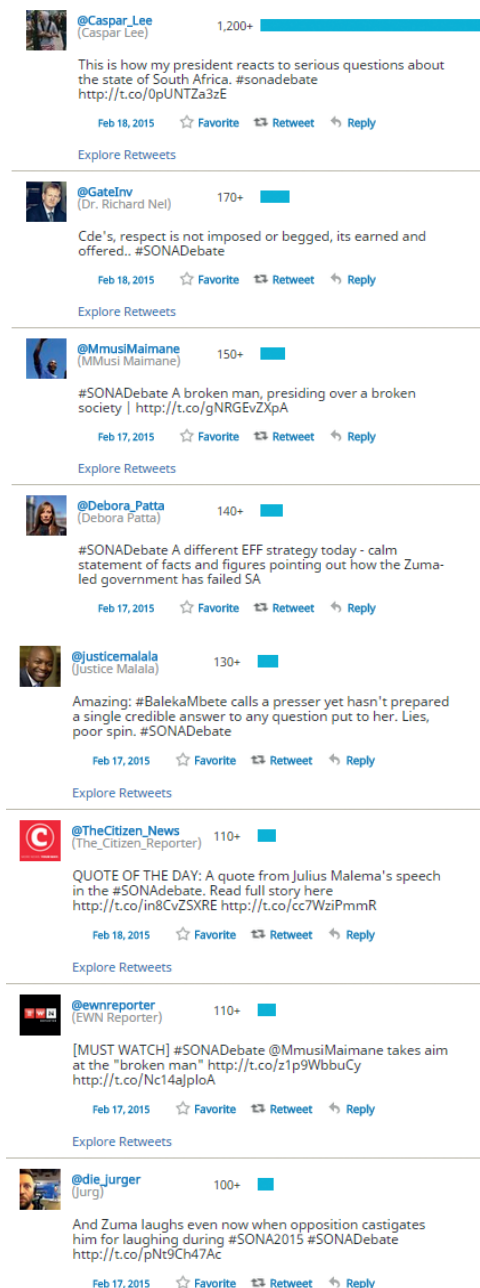 @Caspar_Lee
(Caspar Lee)
1,200+
This is how my president reacts to serious questions about
the state of South Africa. #sonadebate
http://t.co/0pUNTZa3zE
Feb 18, 2015 Favorite Retweet Reply
Explore Retweets
@GateInv
(Dr. Richard Nel)
170+
Cde's, respect is not imposed or begged, its earned and
offered.. #SONADebate
Feb 18, 2015 Favorite Retweet Reply
Explore Retweets
@MmusiMaimane
(MMusi Maimane)
150+
#SONADebate A broken man, presiding over a broken
society | http://t.co/gNRGEvZXpA
Feb 17, 2015 Favorite Retweet Reply
Explore Retweets
@Debora_Patta
(Debora Patta)
140+
#SONADebate A different EFF strategy today - calm
statement of facts and figures pointing out how the Zuma-
led government has failed SA
Feb 17, 2015 Favorite Retweet Reply
@justicemalala
(Justice Malala)
130+
Amazing: #BalekaMbete calls a presser yet hasn't prepared
a single credible answer to any question put to her. Lies,
poor spin. #SONADebate
Feb 17, 2015 Favorite Retweet Reply
Explore Retweets
@TheCitizen_News
(The_Citizen_Reporter)
110+
QUOTE OF THE DAY: A quote from Julius Malema's speech
in the #SONAdebate. Read full story here
http://t.co/in8CvZSXRE http://t.co/cc7WziPmmR
Feb 18, 2015 Favorite Retweet Reply
Explore Retweets
EWN
@ewnreporter
(EWN Reporter)
110+
[MUST WATCH] #SONADebate @MmusiMaimane takes aim
at the "broken man" http://t.co/z1p9WbbuCy
http://t.co/Nc14aJploA
Feb 17, 2015 Favorite Retweet Reply
Explore Retweets
@die_jurger
(Jurg)
100+
And Zuma laughs even now when opposition castigates
him for laughing during #SONA2015 #SONADebate
http://t.co/pNt9Ch47Ac
Feb 17, 2015 Favorite Retweet Reply